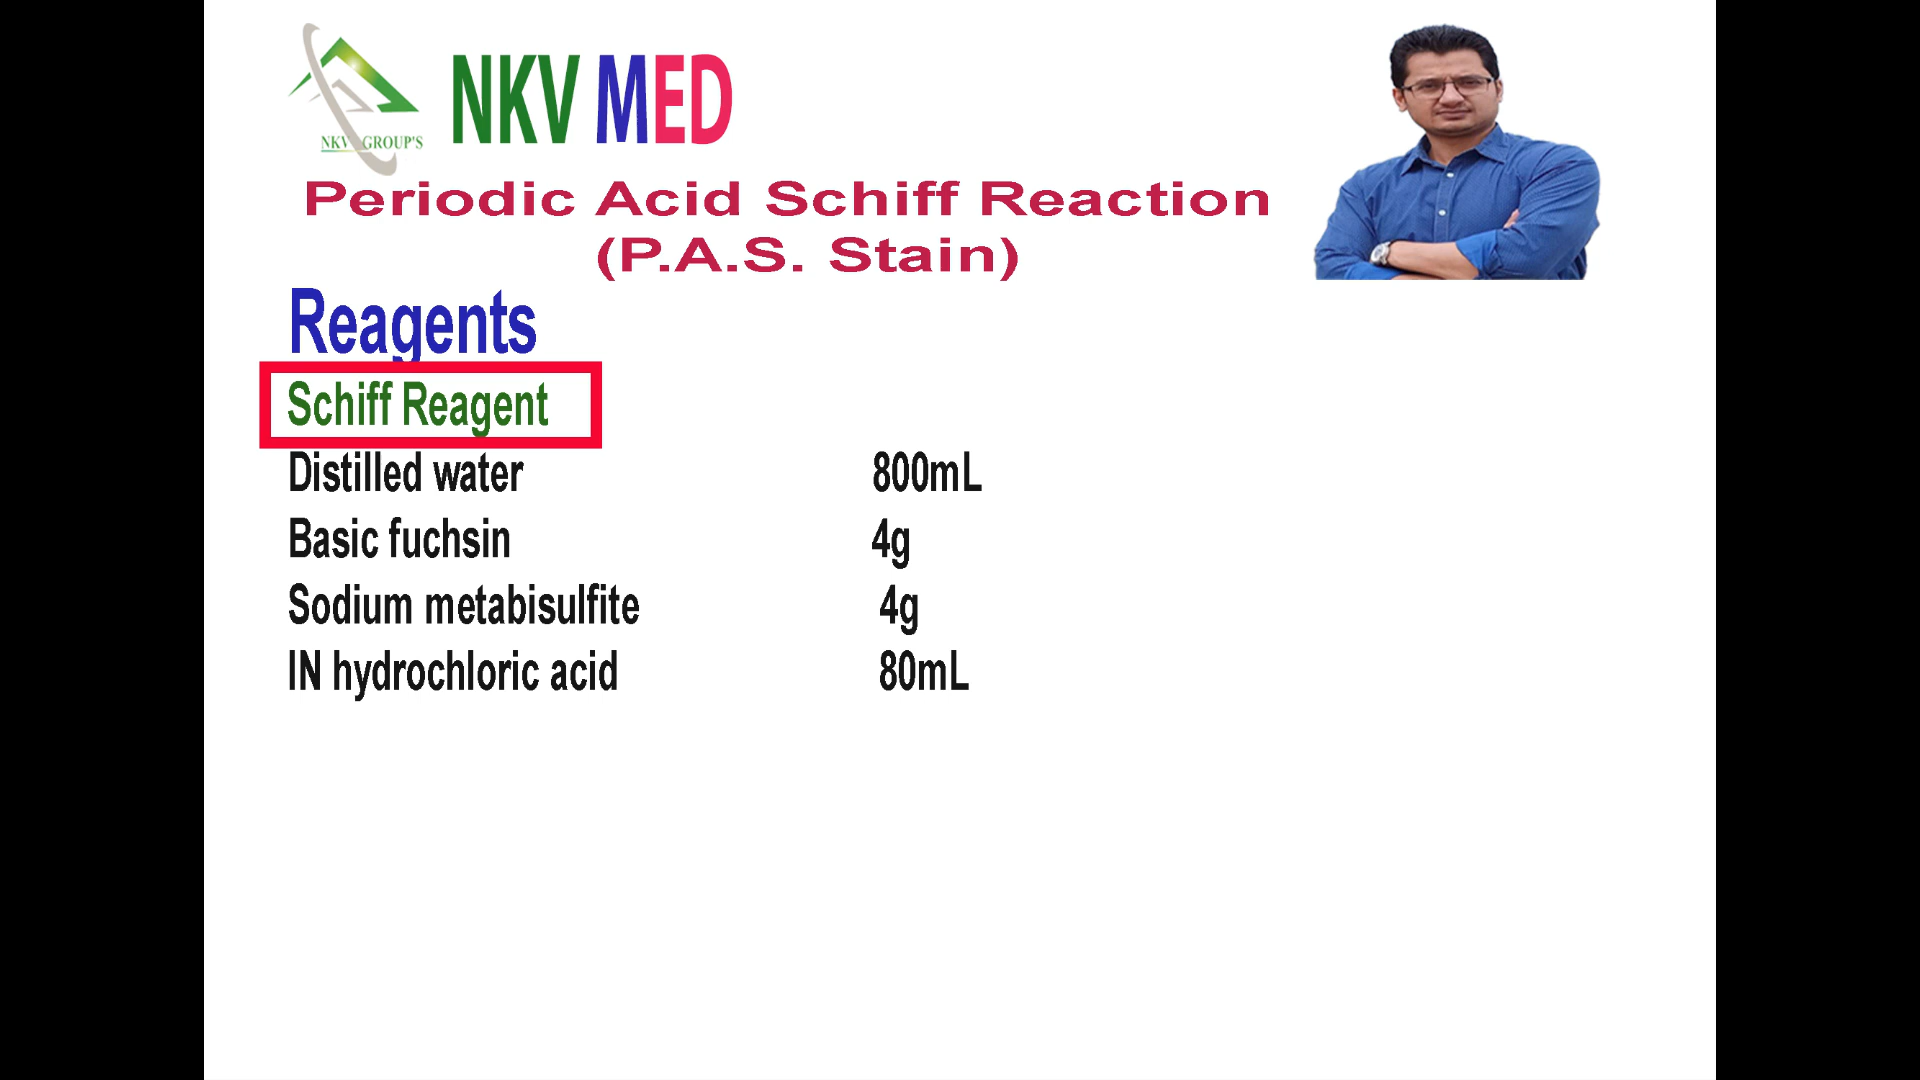 NKV GROUP'S
NKV MED
Periodic Acid Schiff Reaction
(P.A.S. Stain)
Reagents
Schiff Reagent
Distilled water 800mL
Basic fuchsin 4g
Sodium metabisulfite 4g
IN hydrochloric acid 80mL